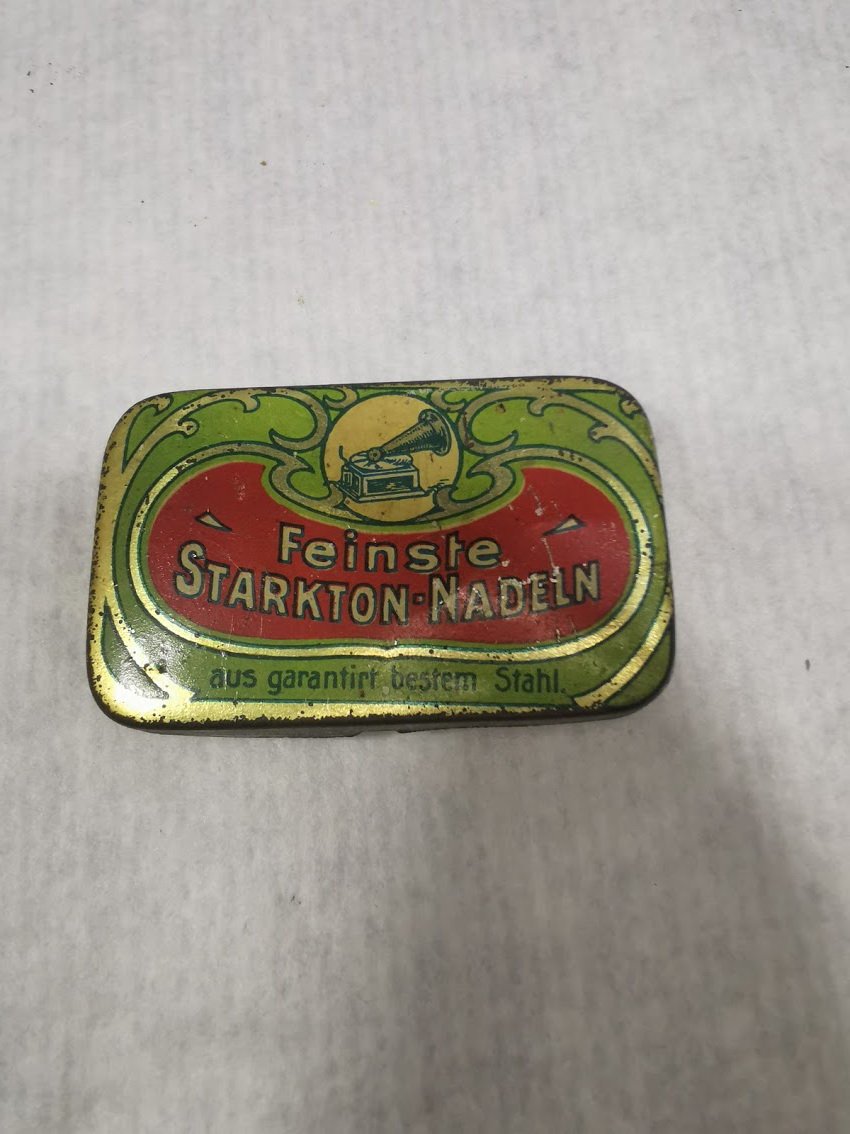 Feinste
STARKTON-NADELN
aus garantirt bestem Stahl.